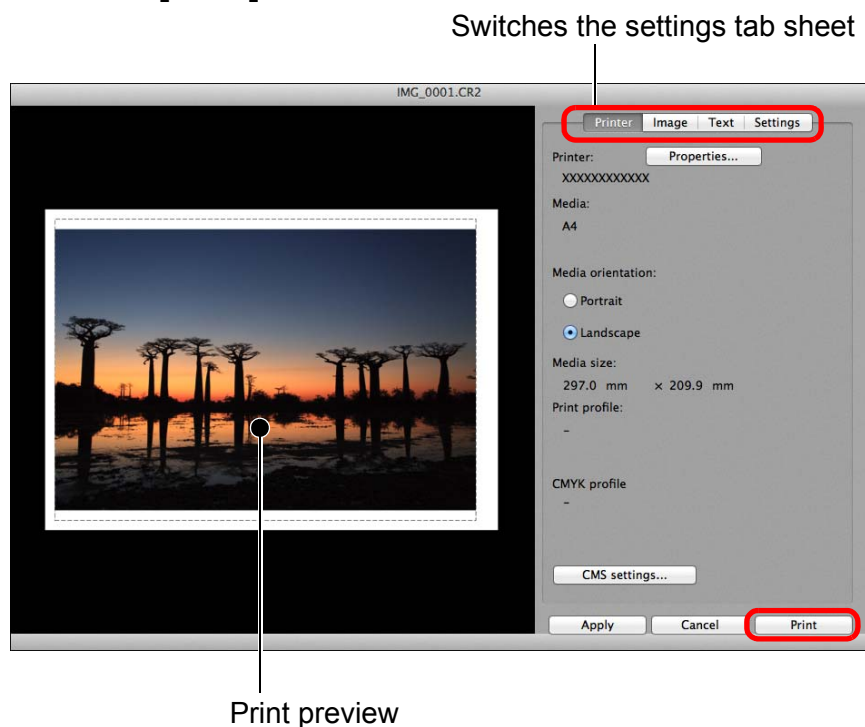 Switches the settings tab sheet
IMG_0001.CR2
Printer Image Text Settings
Printer: Properties...
XXXXXXXXXXXX
Media:
A4
Media orientation:
Portrait
Landscape
Media size:
297.0 mm × 209.9 mm
Print profile:
–
CMYK profile
–
CMS settings...
Apply Cancel Print
Print preview